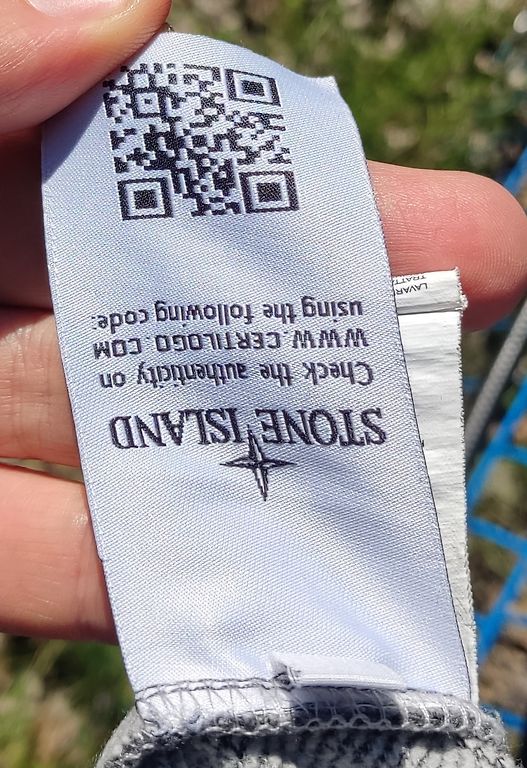 STONE ISLAND
Check the authenticity on
WWW.CERTILOGO.COM
using the following code: